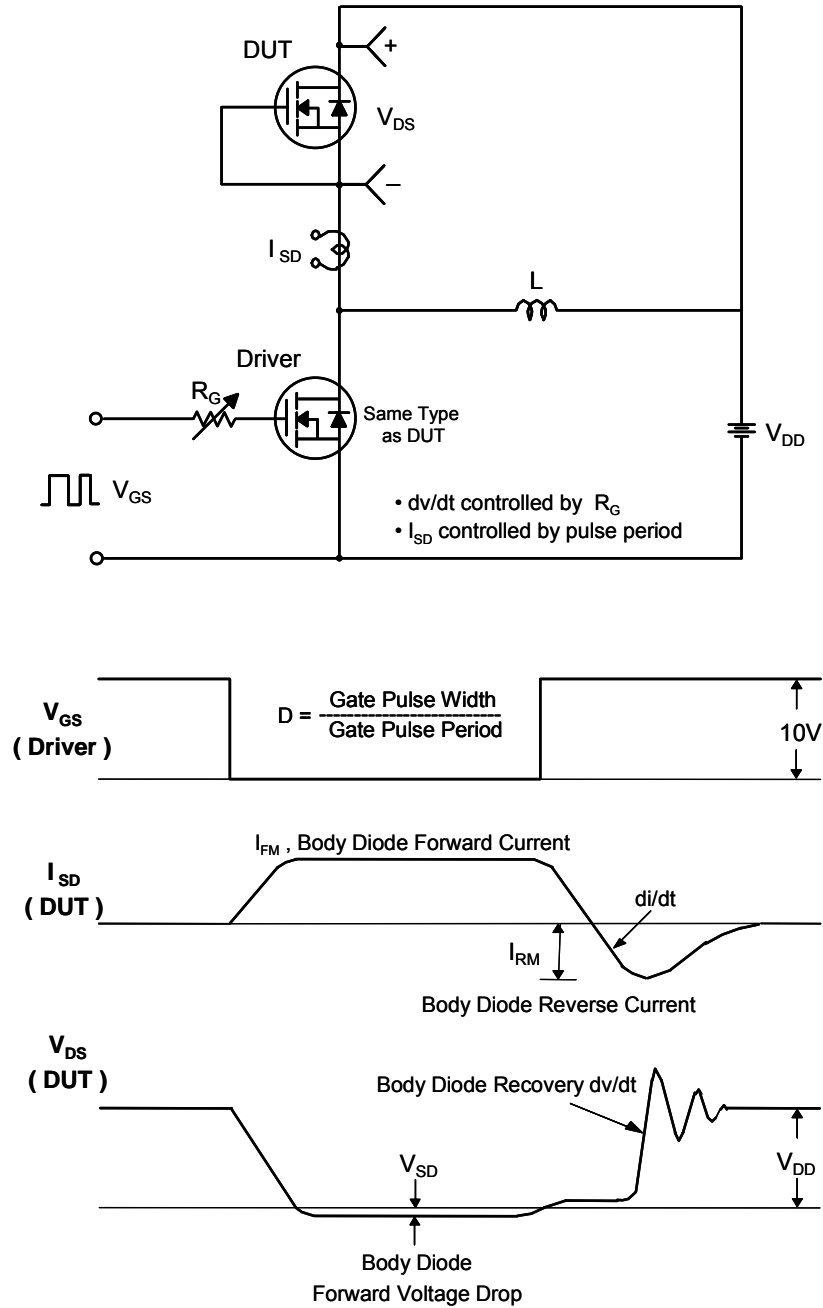 DUT
+
V_DS
–
I_SD
L
Driver
R_G
Same Type
as DUT
V_DD
V_GS
• dv/dt controlled by R_G
• I_SD controlled by pulse period
V_GS
( Driver )
D = Gate Pulse Width
Gate Pulse Period
10V
I_FM , Body Diode Forward Current
I_SD
( DUT )
di/dt
I_RM
Body Diode Reverse Current
V_DS
( DUT )
Body Diode Recovery dv/dt
V_SD
V_DD
Body Diode
Forward Voltage Drop